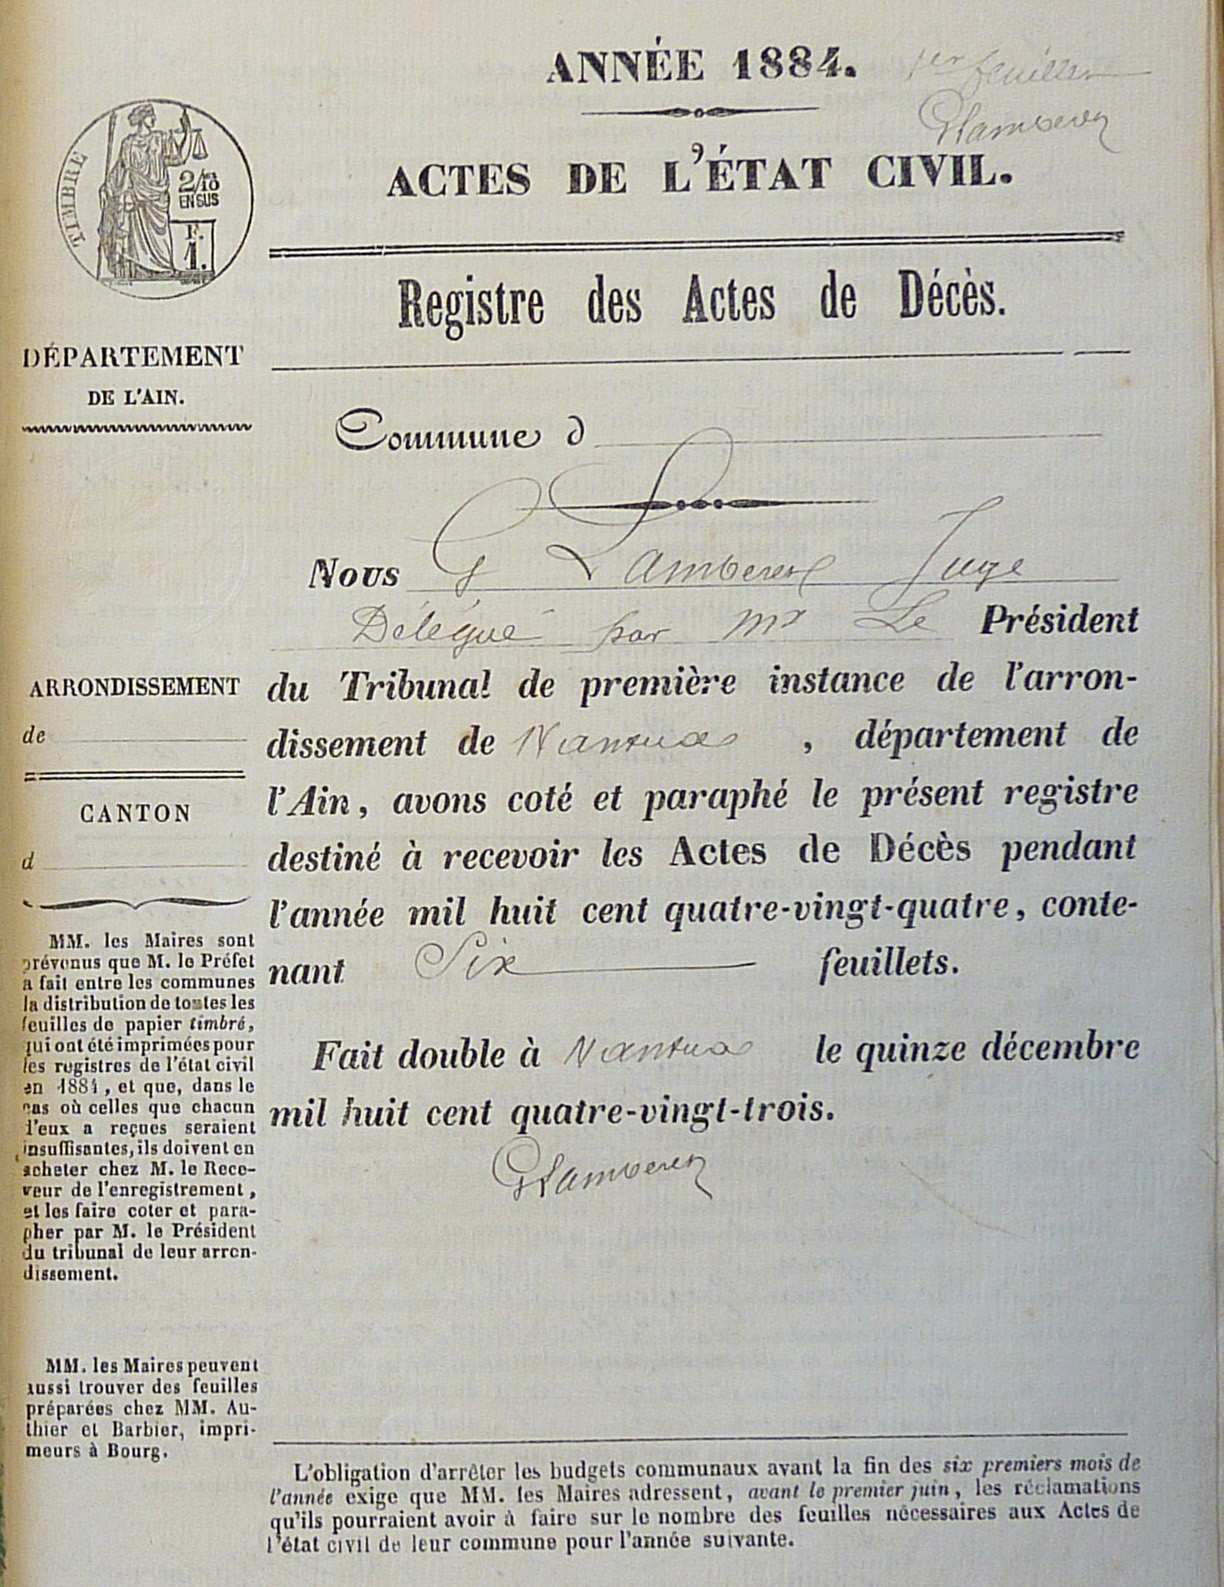 ANNÉE 1884.
1er feuillet
GLamberet
ACTES DE L'ÉTAT CIVIL.
TIMBRE
2/10
EN SUS
F.
1.
Registre des Actes de Décès.
DÉPARTEMENT
DE L'AIN.
Commune d
Nous G Lamberet Juge
Délégué par Mr Le Président
du Tribunal de première instance de l'arron-
dissement de Nantua, département de
l'Ain, avons coté et paraphé le présent registre
destiné à recevoir les Actes de Décès pendant
l'année mil huit cent quatre-vingt-quatre, conte-
nant Six feuillets.
Fait double à Nantua le quinze décembre
mil huit cent quatre-vingt-trois.
GLamberet
ARRONDISSEMENT
de
CANTON
d
MM. les Maires sont
prévenus que M. le Préfet
a fait entre les communes
la distribution de toutes les
feuilles de papier timbré,
qui ont été imprimées pour
les registres de l'état civil
en 1884, et que, dans le
cas où celles que chacun
d'eux a reçues seraient
insuffisantes, ils doivent en
acheter chez M. le Rece-
veur de l'enregistrement,
et les faire coter et para-
pher par M. le Président
du tribunal de leur arron-
dissement.
MM. les Maires peuvent
aussi trouver des feuilles
préparées chez MM. Au-
thier et Barbier, impri-
meurs à Bourg.
L'obligation d'arrêter les budgets communaux avant la fin des six premiers mois de
l'année exige que MM. les Maires adressent, avant le premier juin, les réclamations
qu'ils pourraient avoir à faire sur le nombre des feuilles nécessaires aux Actes de
l'état civil de leur commune pour l'année suivante.